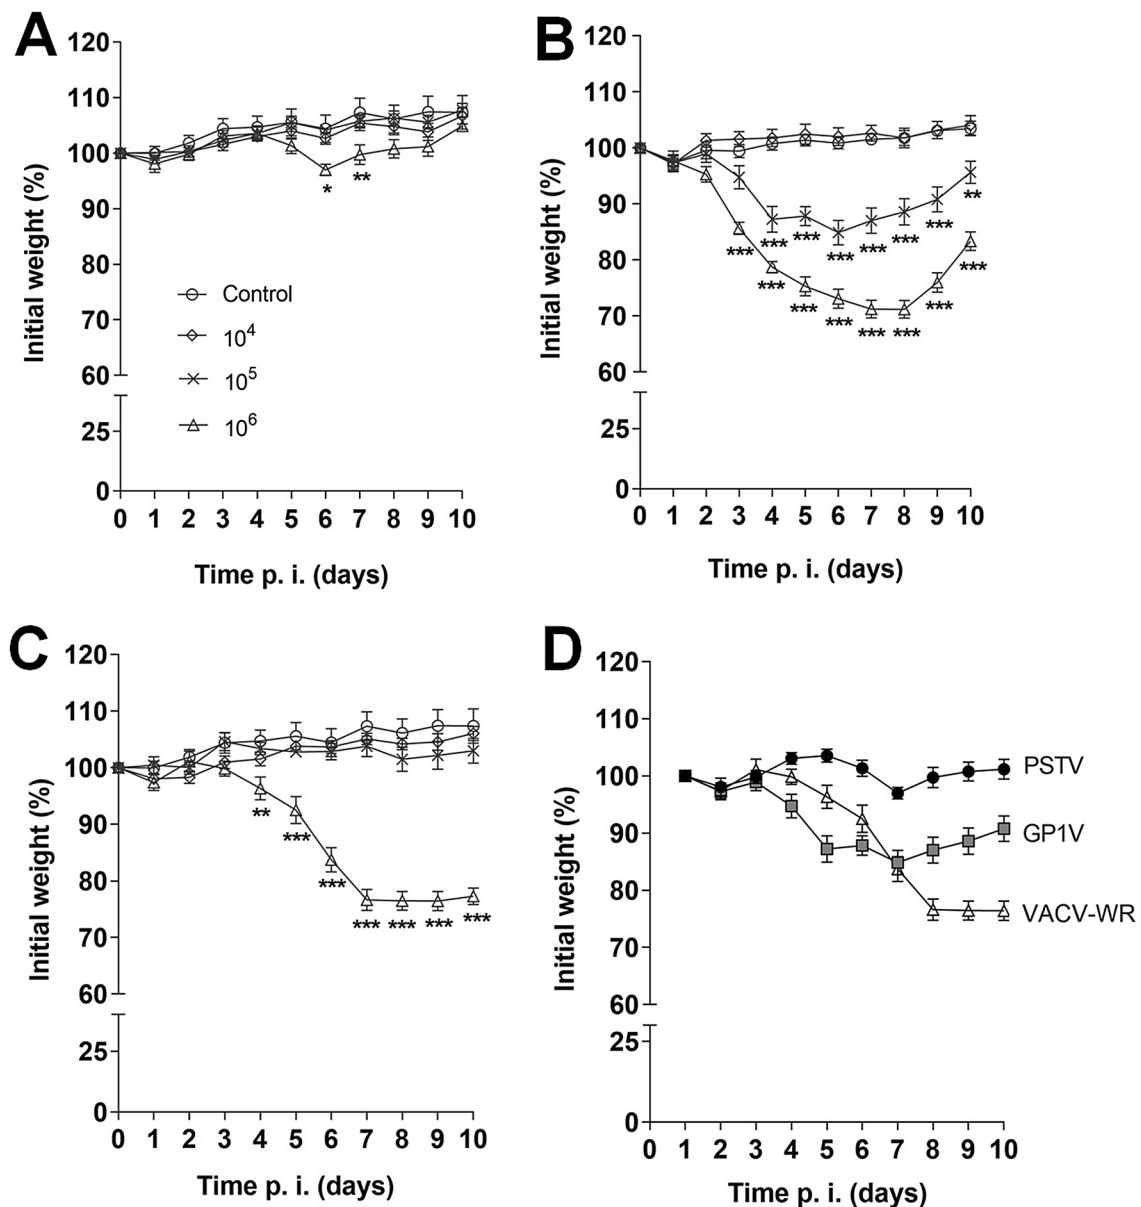 A
120
110
100
90
80
70
60
25
0
Initial weight (%)
* **
Control
10⁴
10⁵
10⁶
0 1 2 3 4 5 6 7 8 9 10
Time p. i. (days)
B
120
110
100
90
80
70
60
25
0
Initial weight (%)
*** *** *** *** *** *** **
*** *** *** *** *** *** *** ***
0 1 2 3 4 5 6 7 8 9 10
Time p. i. (days)
C
120
110
100
90
80
70
60
25
0
Initial weight (%)
** *** *** *** *** *** ***
0 1 2 3 4 5 6 7 8 9 10
Time p. i. (days)
D
120
110
100
90
80
70
60
25
0
Initial weight (%)
PSTV
GP1V
VACV-WR
0 1 2 3 4 5 6 7 8 9 10
Time p. i. (days)